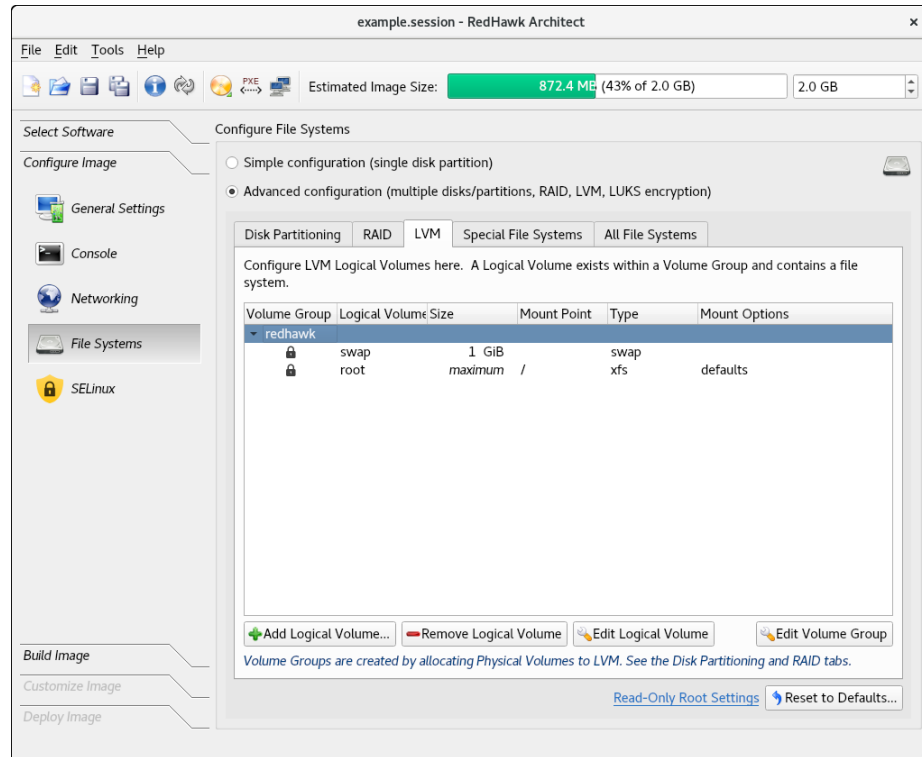 example.session - RedHawk Architect
File Edit Tools Help
PXE
Estimated Image Size: 872.4 MB (43% of 2.0 GB) 2.0 GB
Select Software
Configure Image
General Settings
Console
Networking
File Systems
SELinux
Build Image
Customize Image
Deploy Image
Configure File Systems
Simple configuration (single disk partition)
Advanced configuration (multiple disks/partitions, RAID, LVM, LUKS encryption)
Disk Partitioning RAID LVM Special File Systems All File Systems
Configure LVM Logical Volumes here. A Logical Volume exists within a Volume Group and contains a file
system.
Volume Group Logical Volume Size Mount Point Type Mount Options
redhawk
swap 1 GiB swap
root maximum / xfs defaults
Add Logical Volume... Remove Logical Volume Edit Logical Volume Edit Volume Group
Volume Groups are created by allocating Physical Volumes to LVM. See the Disk Partitioning and RAID tabs.
Read-Only Root Settings Reset to Defaults...